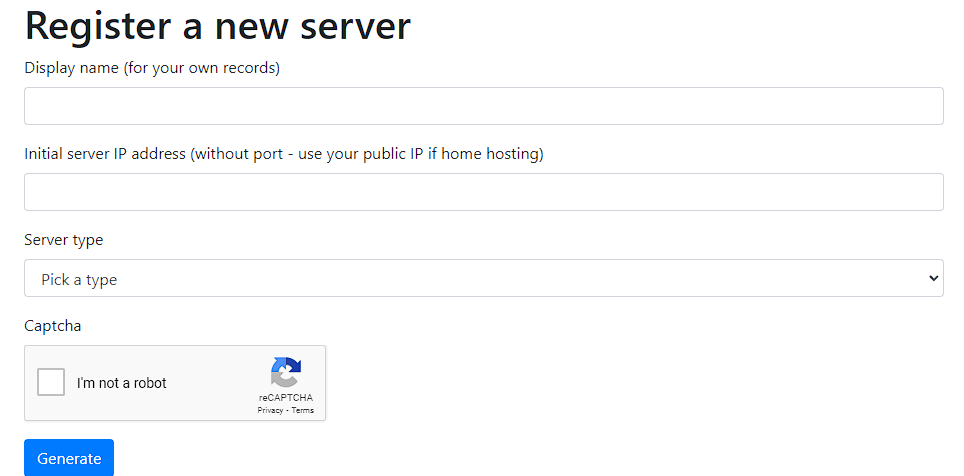 Register a new server
Display name (for your own records)
Initial server IP address (without port - use your public IP if home hosting)
Server type
Pick a type
Captcha
I'm not a robot
reCAPTCHA
Privacy - Terms
Generate